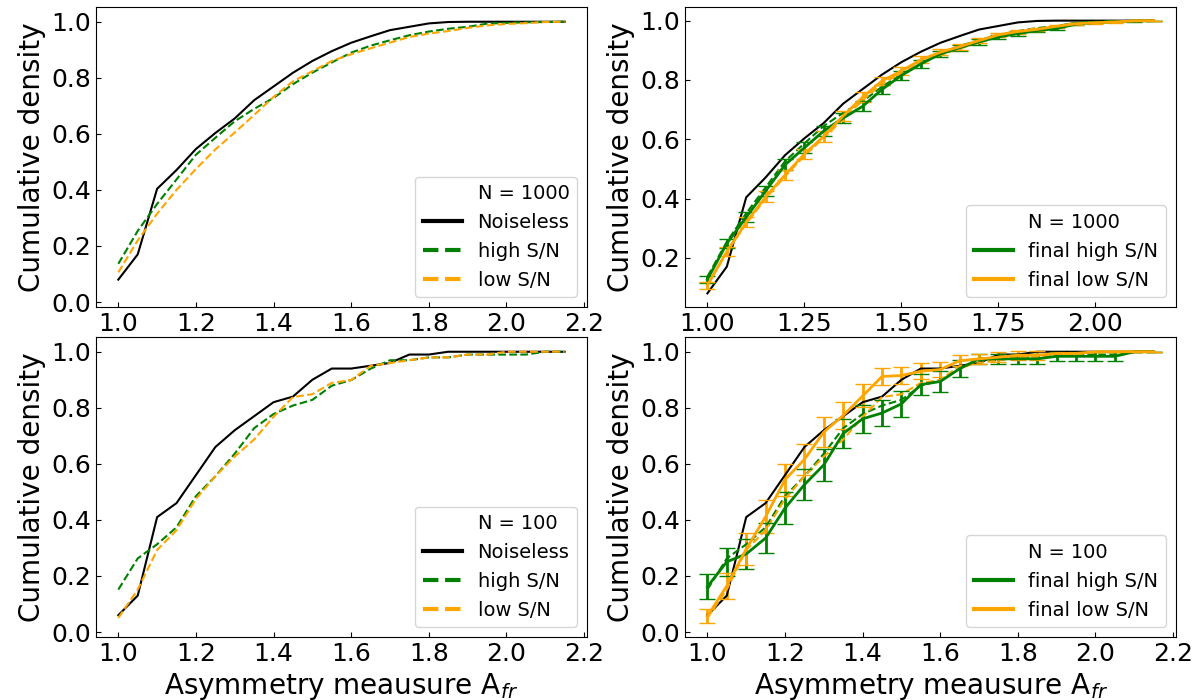 Cumulative density
1.0
0.8
0.6
0.4
0.2
0.0
N = 1000
Noiseless
high S/N
low S/N
1.0 1.2 1.4 1.6 1.8 2.0 2.2
Cumulative density
1.0
0.8
0.6
0.4
0.2
N = 1000
final high S/N
final low S/N
1.00 1.25 1.50 1.75 2.00
Cumulative density
1.0
0.8
0.6
0.4
0.2
0.0
N = 100
Noiseless
high S/N
low S/N
1.0 1.2 1.4 1.6 1.8 2.0 2.2
Asymmetry meausure A_fr
Cumulative density
1.0
0.8
0.6
0.4
0.2
0.0
N = 100
final high S/N
final low S/N
1.0 1.2 1.4 1.6 1.8 2.0 2.2
Asymmetry meausure A_fr